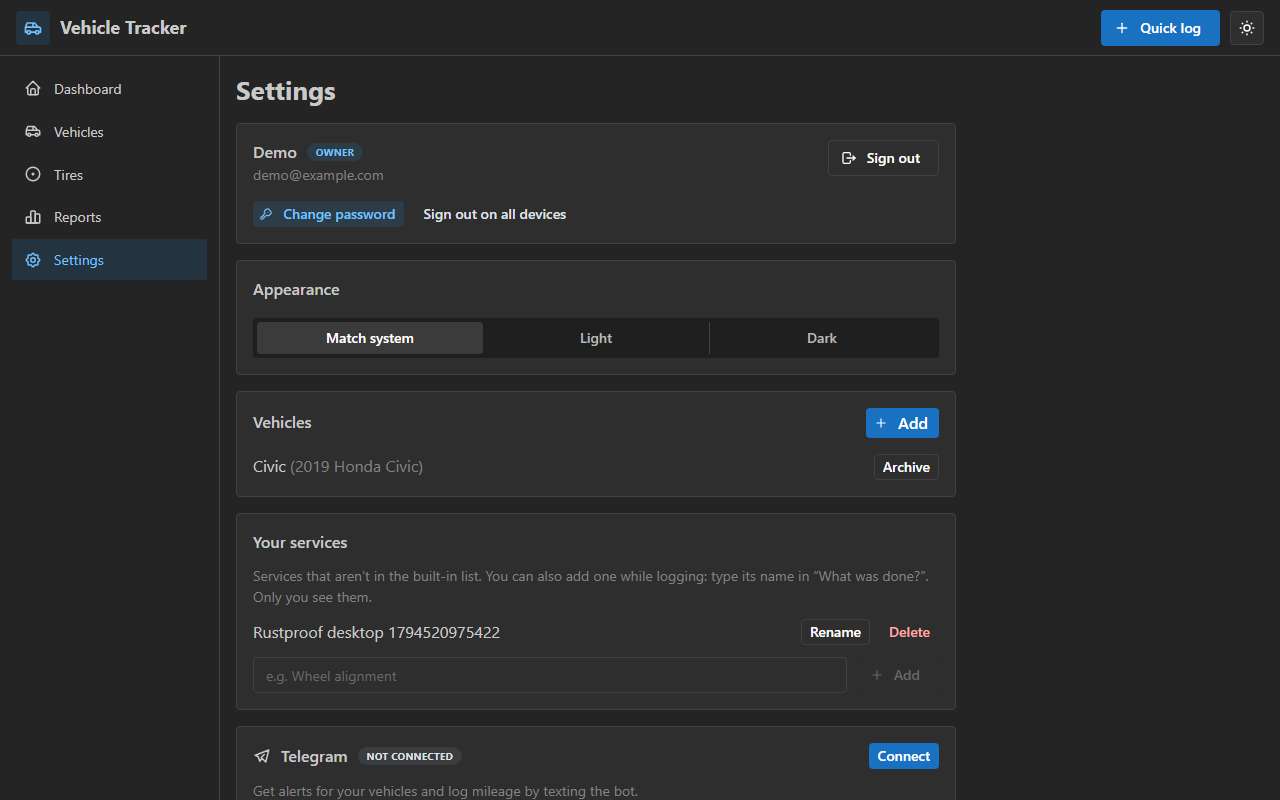 Vehicle Tracker
Quick log
Dashboard
Vehicles
Tires
Reports
Settings
Settings
Demo OWNER
demo@example.com
Sign out
Change password
Sign out on all devices
Appearance
Match system
Light
Dark
Vehicles
Add
Civic (2019 Honda Civic)
Archive
Your services
Services that aren't in the built-in list. You can also add one while logging: type its name in "What was done?".
Only you see them.
Rustproof desktop 1794520975422
Rename
Delete
e.g. Wheel alignment
Add
Telegram NOT CONNECTED
Connect
Get alerts for your vehicles and log mileage by texting the bot.